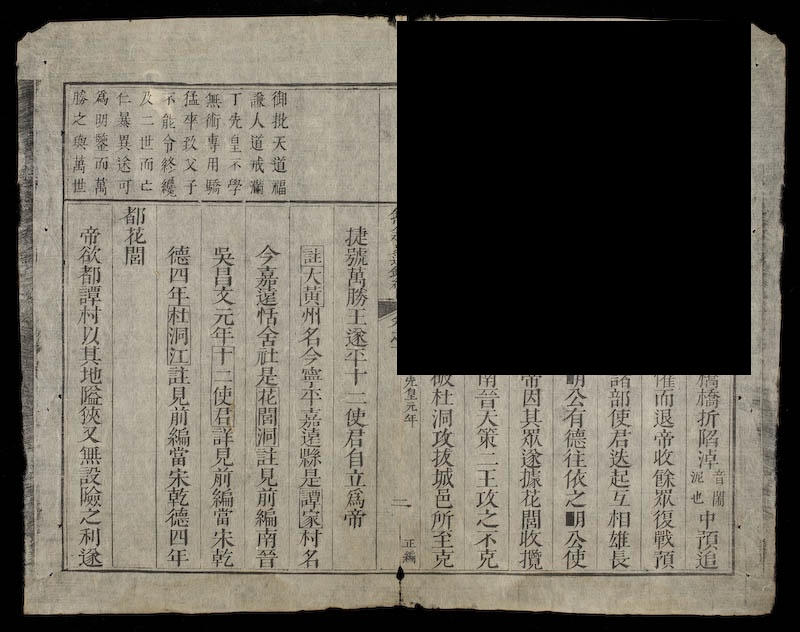 橋橋折陷淖音閙泥也中預追
懼而退帝收餘眾復戰預
明公有德往依之明公使
帝因其眾遂據花閭收攬
諸部使君迭起互相雄長
南晉天策二王攻之不克
破杜洞攻拔城邑所至克
先皇元年 二 正編
御批天道福
謙人道戒滿
丁先皇不學
無術專用驕
猛卒致父子
不能令終纔
及二世而亡
仁暴異途可
為明鑒而萬
勝之與萬世
捷號萬勝王遂平十二使君自立為帝
註大黃州名今寧平嘉遠縣是譚家村名
今嘉遠恬舍社是花閭洞註見前編南晉
吳昌文元年十二使君詳見前編當宋乾
德四年杜洞江註見前編當宋乾德四年
都花閭
帝欲都譚村以其地隘狹又無設險之利遂